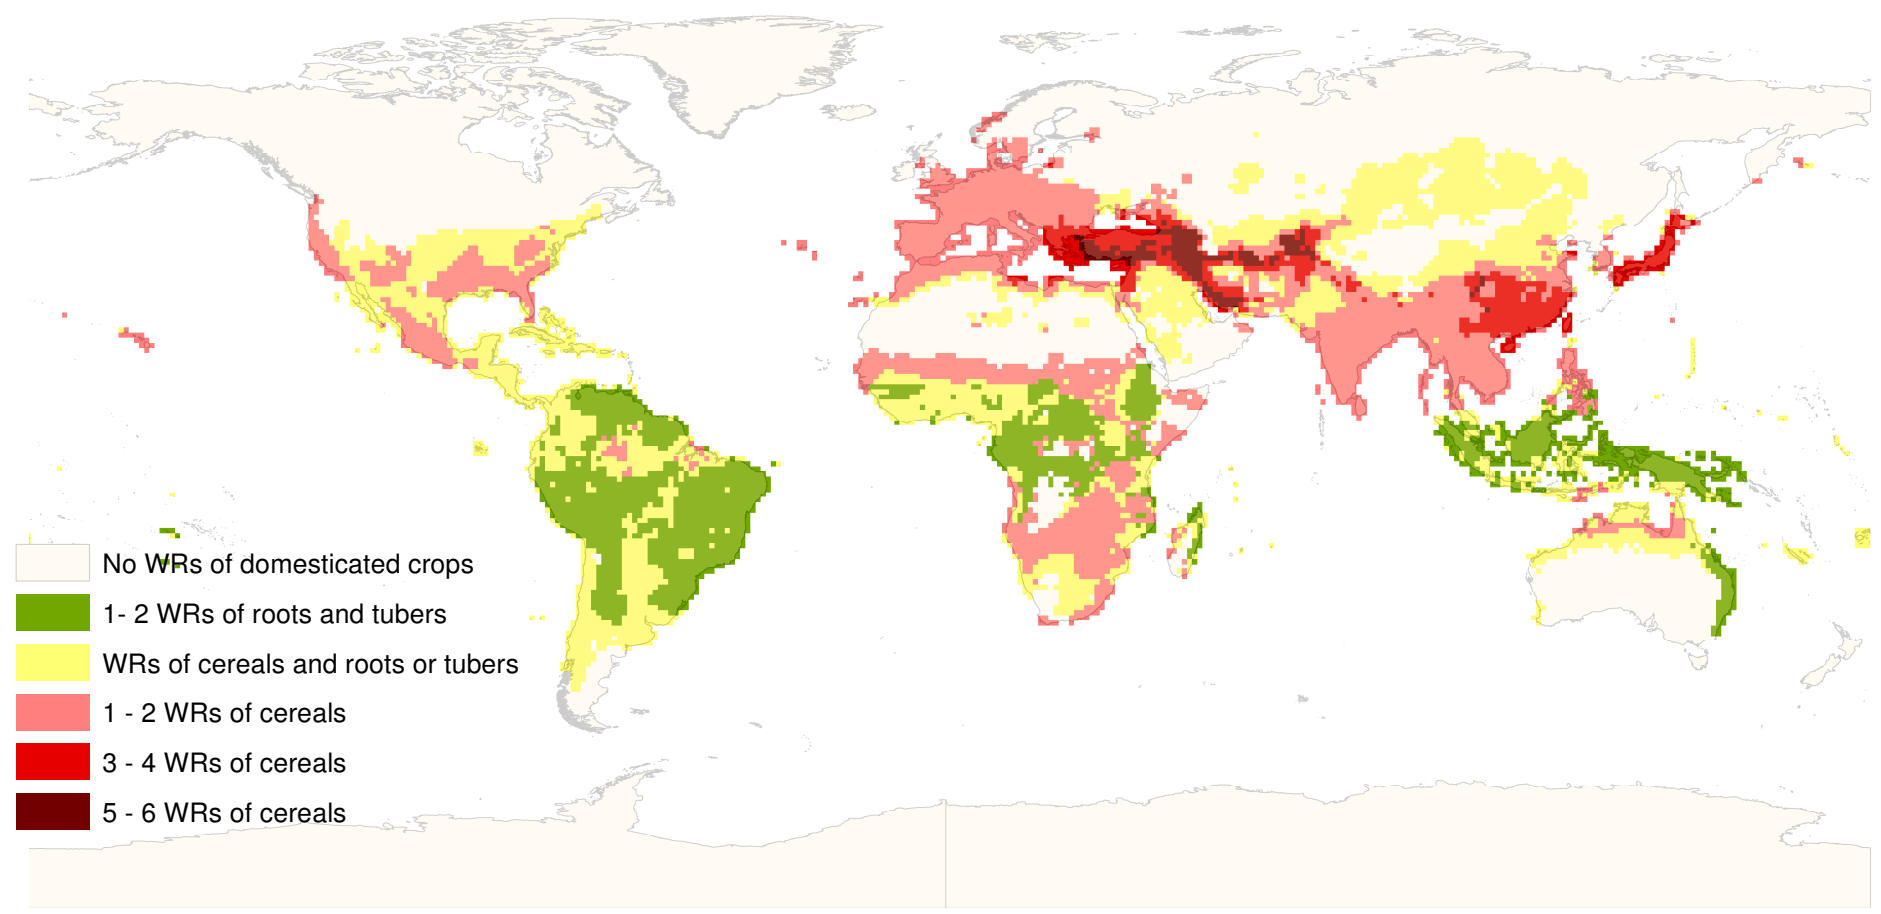 No WRs of domesticated crops
1- 2 WRs of roots and tubers
WRs of cereals and roots or tubers
1 - 2 WRs of cereals
3 - 4 WRs of cereals
5 - 6 WRs of cereals